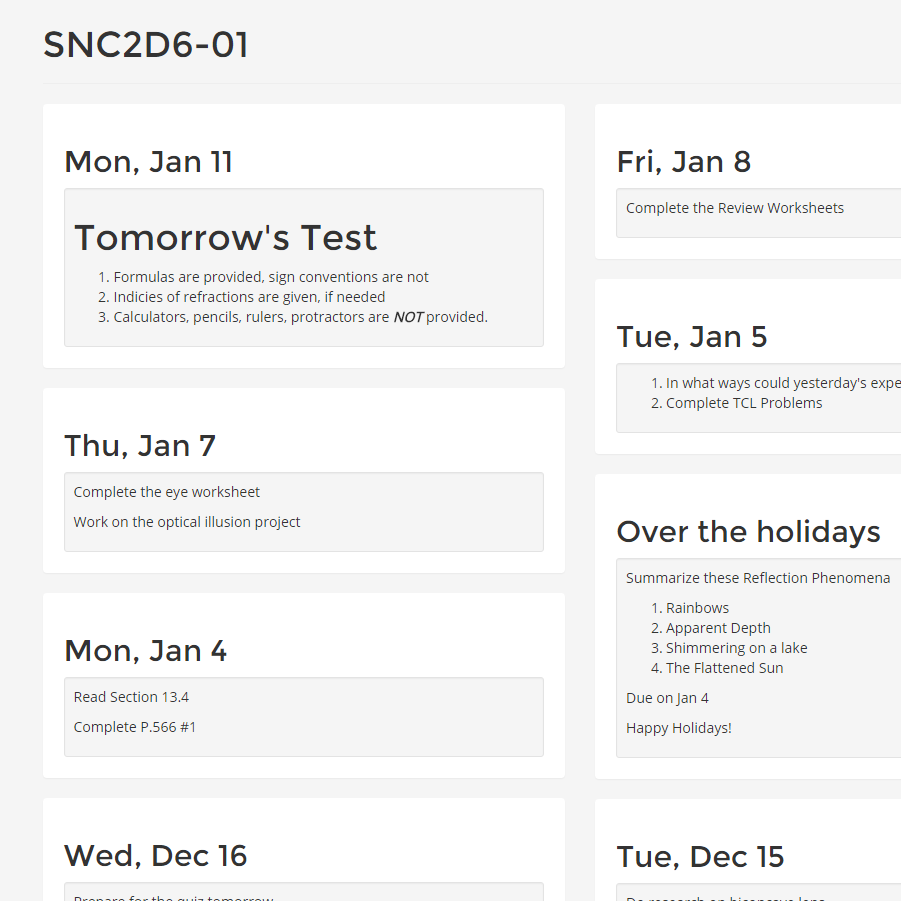 SNC2D6-01
Mon, Jan 11
Tomorrow's Test
1. Formulas are provided, sign conventions are not
2. Indicies of refractions are given, if needed
3. Calculators, pencils, rulers, protractors are NOT provided.
Thu, Jan 7
Complete the eye worksheet
Work on the optical illusion project
Mon, Jan 4
Read Section 13.4
Complete P.566 #1
Wed, Dec 16
Prepare for the quiz tomorrow
Fri, Jan 8
Complete the Review Worksheets
Tue, Jan 5
1. In what ways could yesterday's expe
2. Complete TCL Problems
Over the holidays
Summarize these Reflection Phenomena
1. Rainbows
2. Apparent Depth
3. Shimmering on a lake
4. The Flattened Sun
Due on Jan 4
Happy Holidays!
Tue, Dec 15